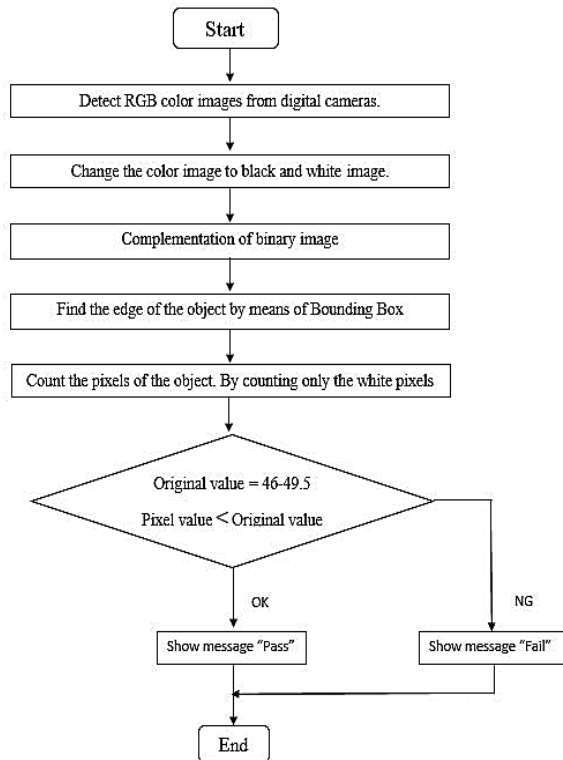 Start
Detect RGB color images from digital cameras.
Change the color image to black and white image.
Complementation of binary image
Find the edge of the object by means of Bounding Box
Count the pixels of the object. By counting only the white pixels
Original value = 46-49.5
Pixel value < Original value
OK
NG
Show message “Pass”
Show message “Fail”
End